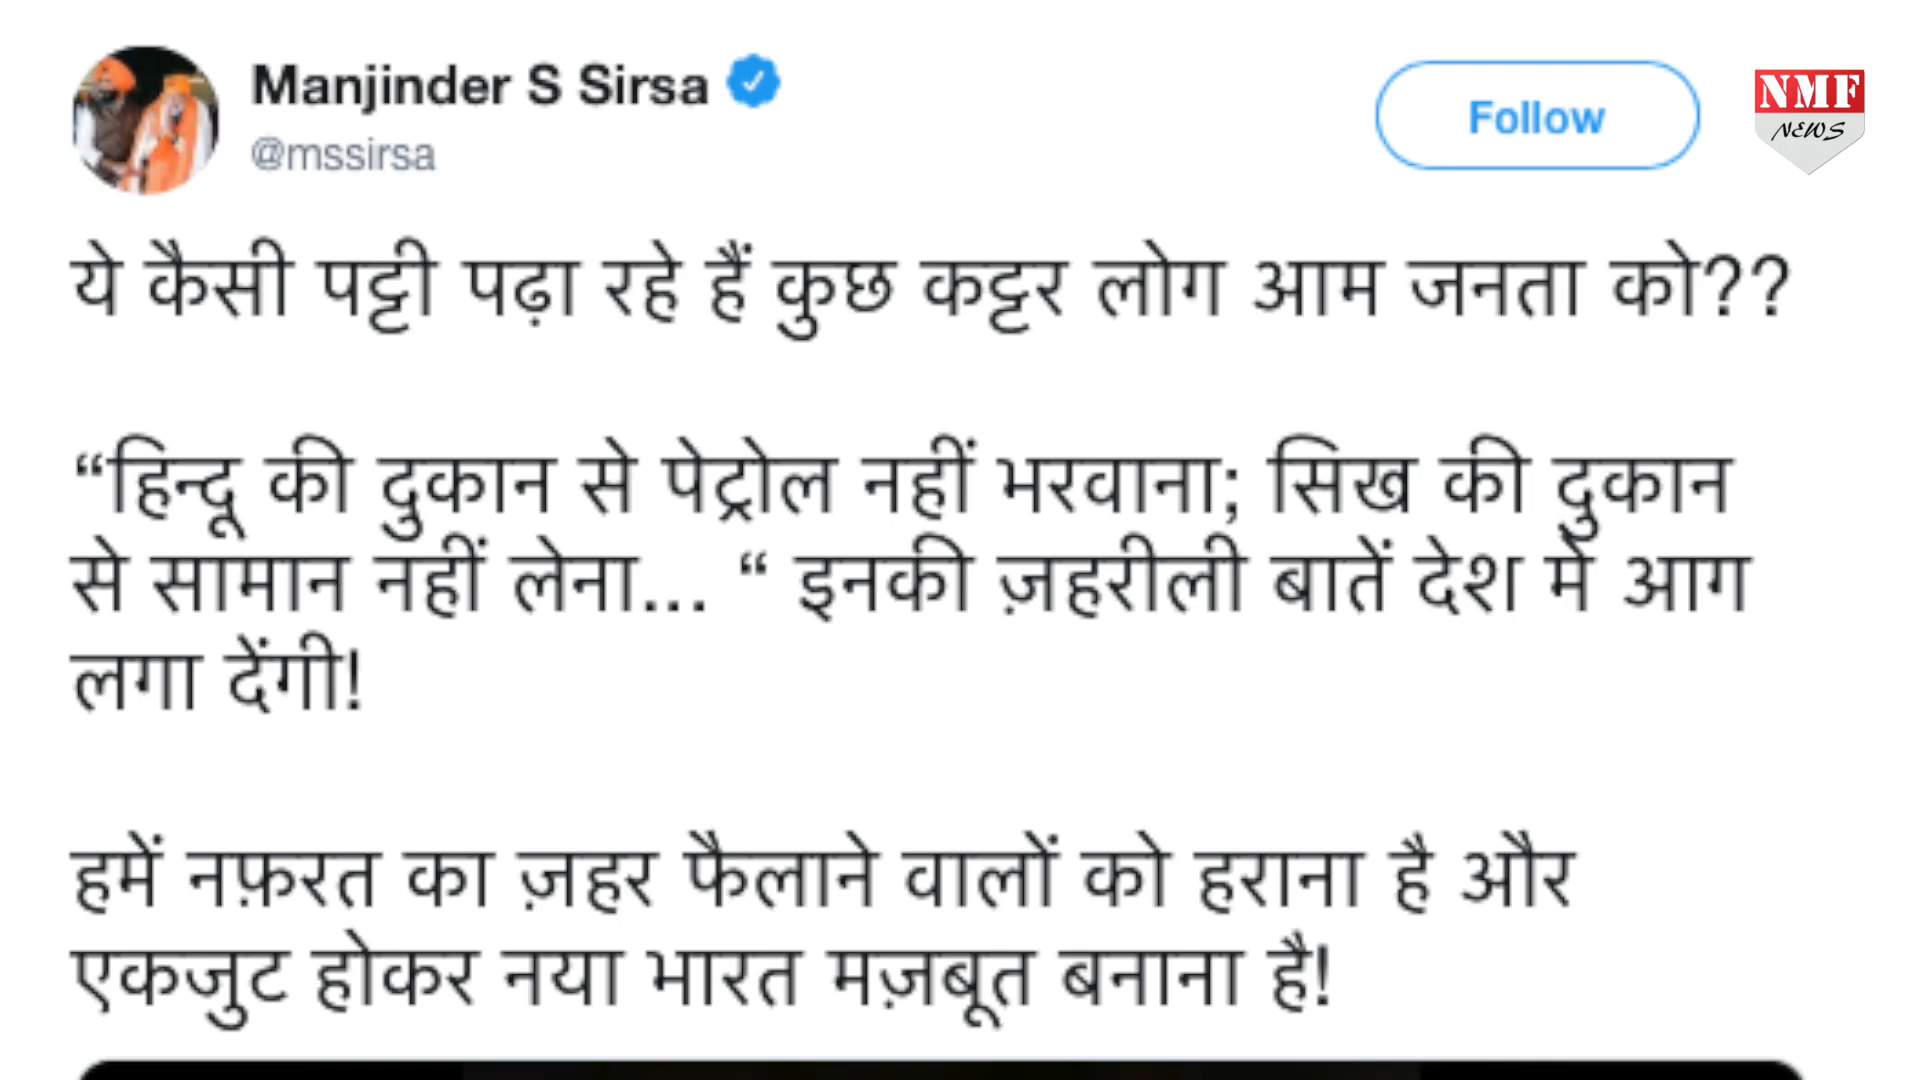 Manjinder S Sirsa
@mssirsa
Follow
NMF
NEWS
ये कैसी पट्टी पढ़ा रहे हैं कुछ कट्टर लोग आम जनता को??
“हिन्दू की दुकान से पेट्रोल नहीं भरवाना; सिख की दुकान
से सामान नहीं लेना... “ इनकी ज़हरीली बातें देश में आग
लगा देंगी!
हमें नफ़रत का ज़हर फैलाने वालों को हराना है और
एकजुट होकर नया भारत मज़बूत बनाना है!